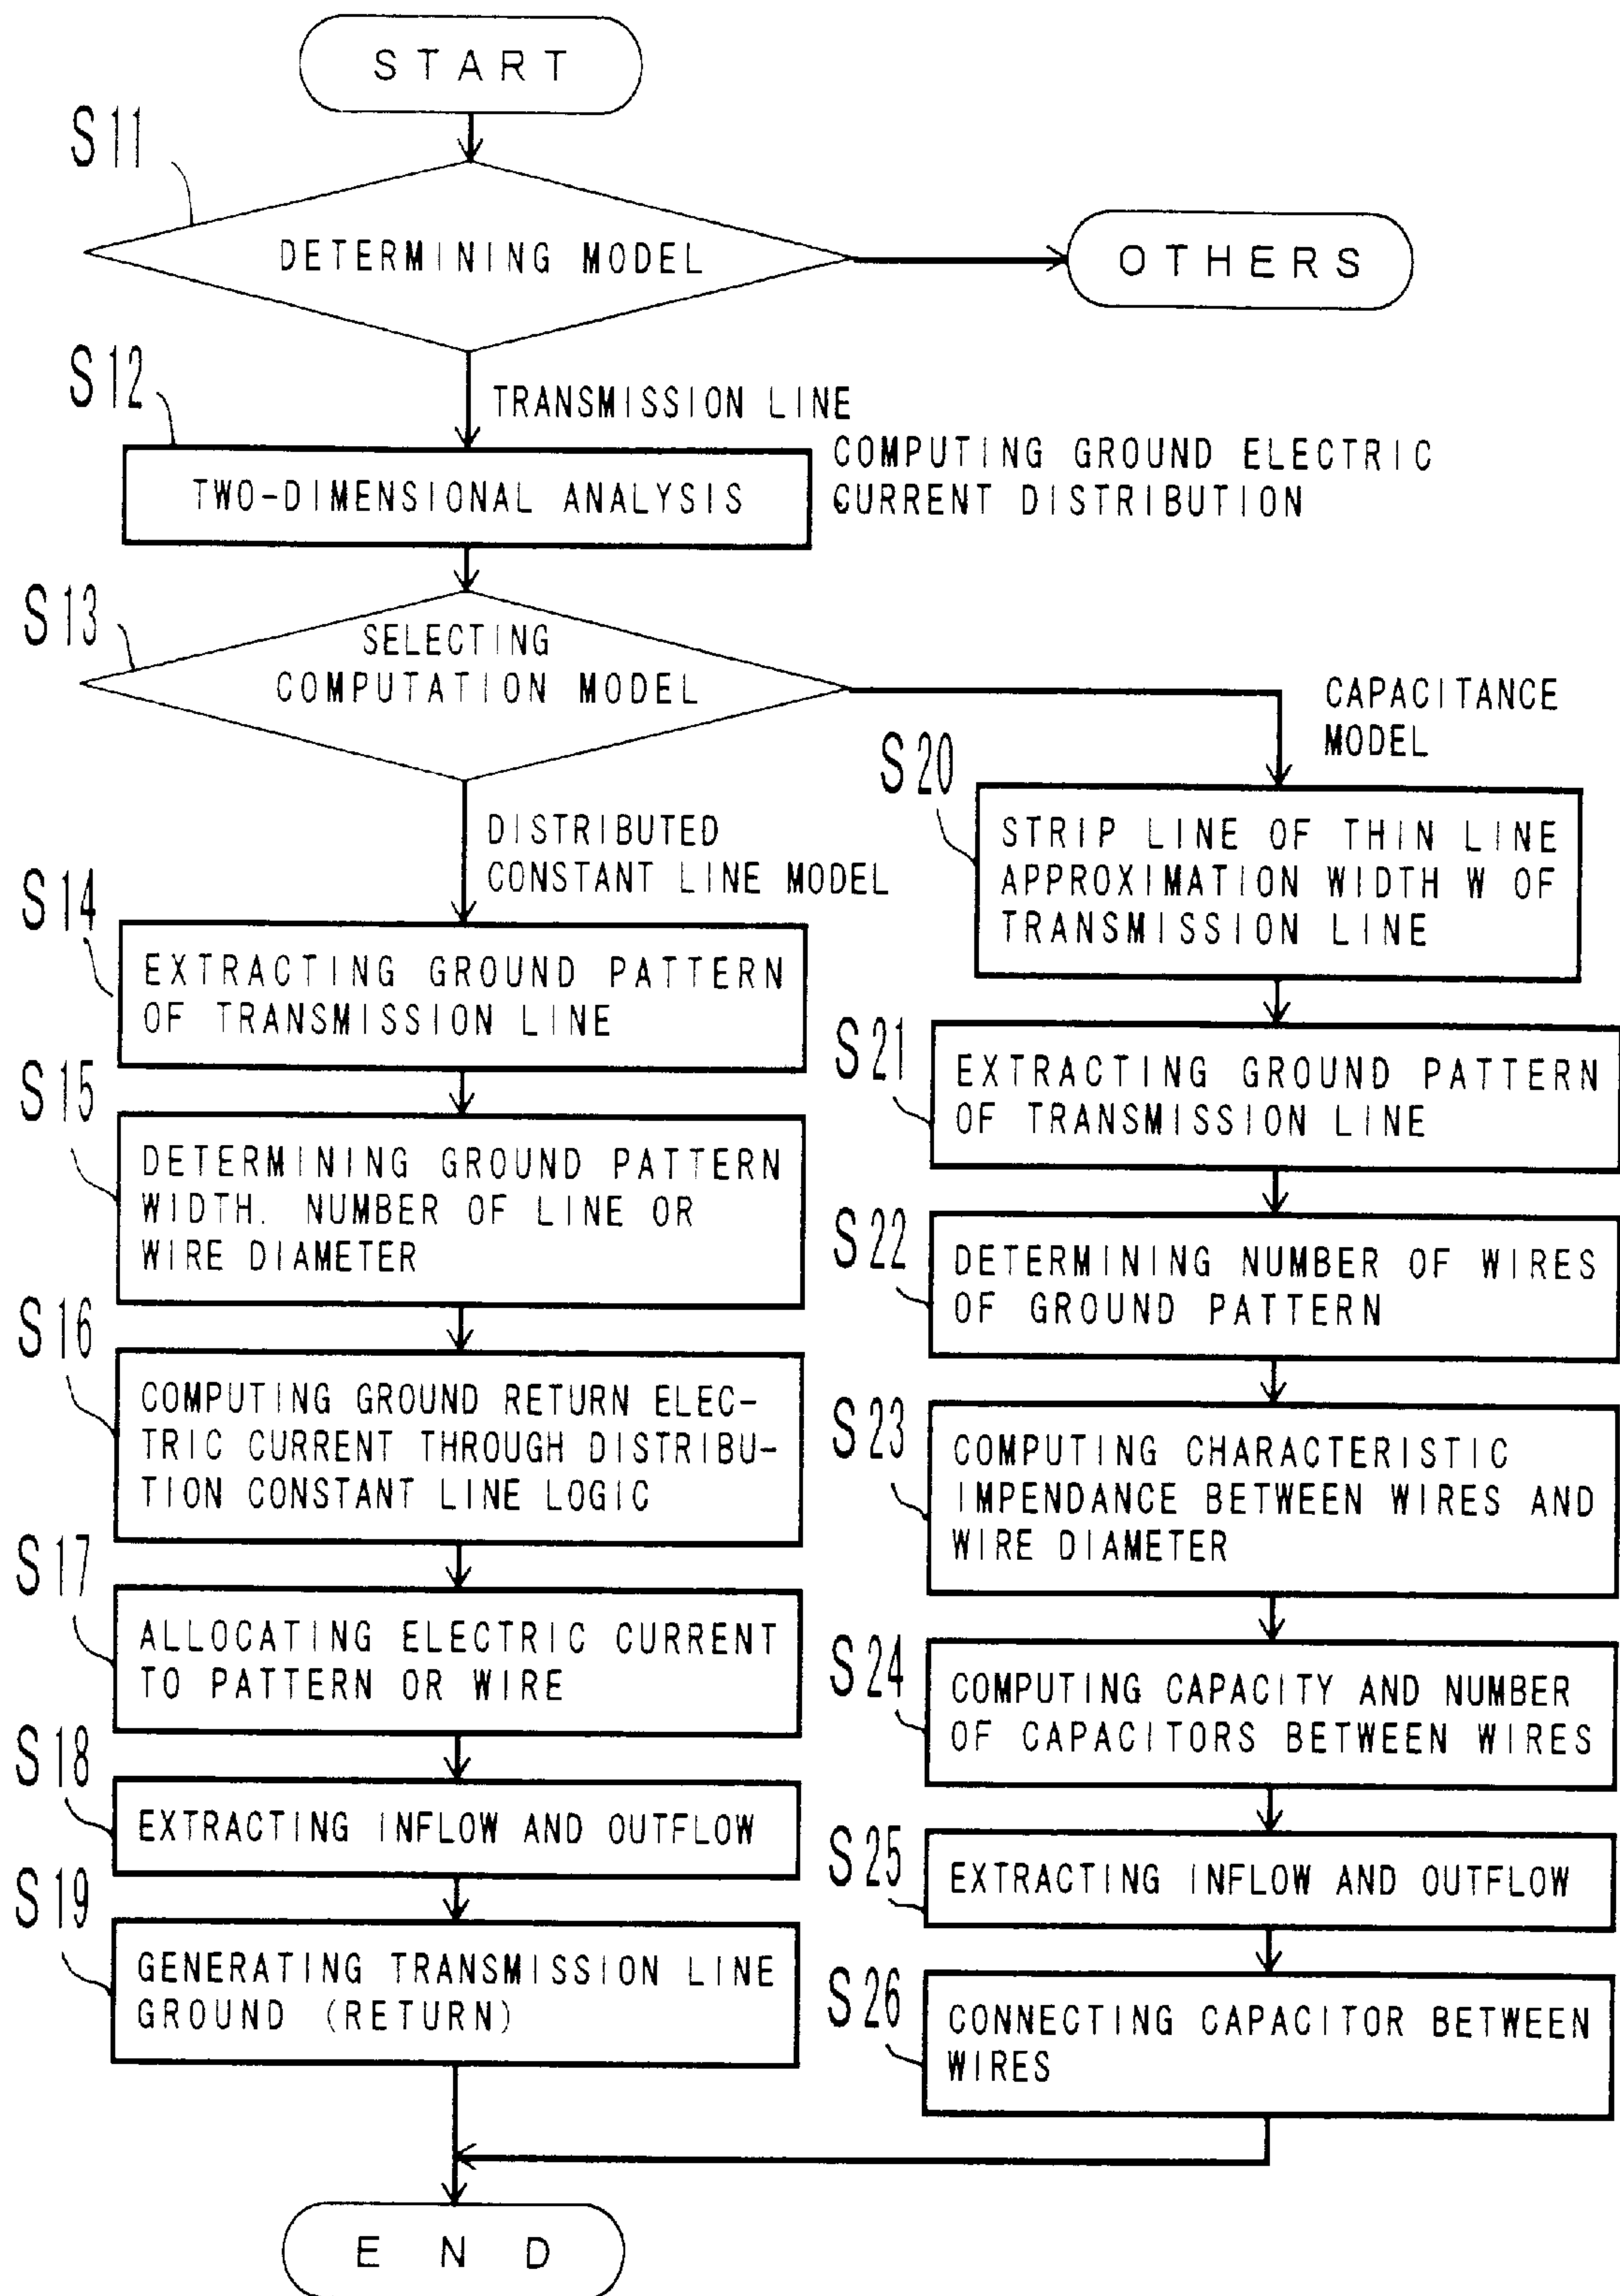 START
S11
DETERMINING MODEL
OTHERS
S12
TRANSMISSION LINE
TWO-DIMENSIONAL ANALYSIS
COMPUTING GROUND ELECTRIC
CURRENT DISTRIBUTION
S13
SELECTING
COMPUTATION MODEL
DISTRIBUTED
CONSTANT LINE MODEL
S14
EXTRACTING GROUND PATTERN
OF TRANSMISSION LINE
S15
DETERMINING GROUND PATTERN
WIDTH. NUMBER OF LINE OR
WIRE DIAMETER
S16
COMPUTING GROUND RETURN ELEC-
TRIC CURRENT THROUGH DISTRIBU-
TION CONSTANT LINE LOGIC
S17
ALLOCATING ELECTRIC CURRENT
TO PATTERN OR WIRE
S18
EXTRACTING INFLOW AND OUTFLOW
S19
GENERATING TRANSMISSION LINE
GROUND (RETURN)
CAPACITANCE
MODEL
S20
STRIP LINE OF THIN LINE
APPROXIMATION WIDTH W OF
TRANSMISSION LINE
S21
EXTRACTING GROUND PATTERN
OF TRANSMISSION LINE
S22
DETERMINING NUMBER OF WIRES
OF GROUND PATTERN
S23
COMPUTING CHARACTERISTIC
IMPENDANCE BETWEEN WIRES AND
WIRE DIAMETER
S24
COMPUTING CAPACITY AND NUMBER
OF CAPACITORS BETWEEN WIRES
S25
EXTRACTING INFLOW AND OUTFLOW
S26
CONNECTING CAPACITOR BETWEEN
WIRES
END